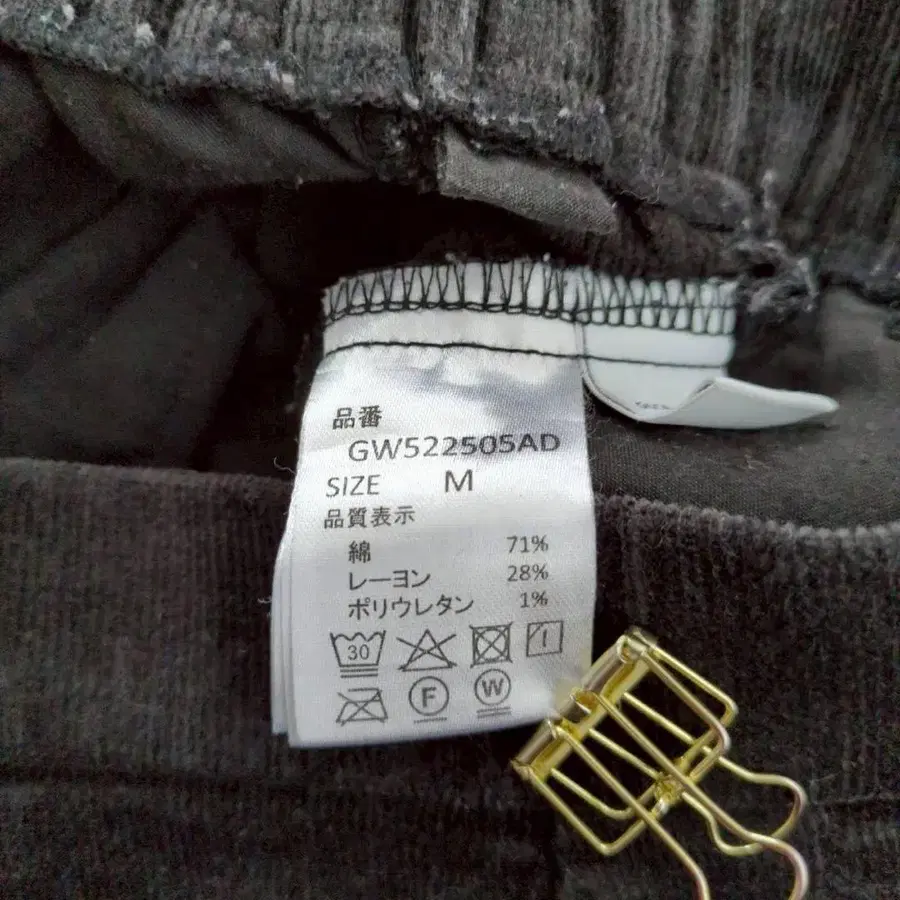 品番
GW522505AD
SIZE M
品質表示
綿 71%
レーヨン 28%
ポリウレタン 1%
30
F W